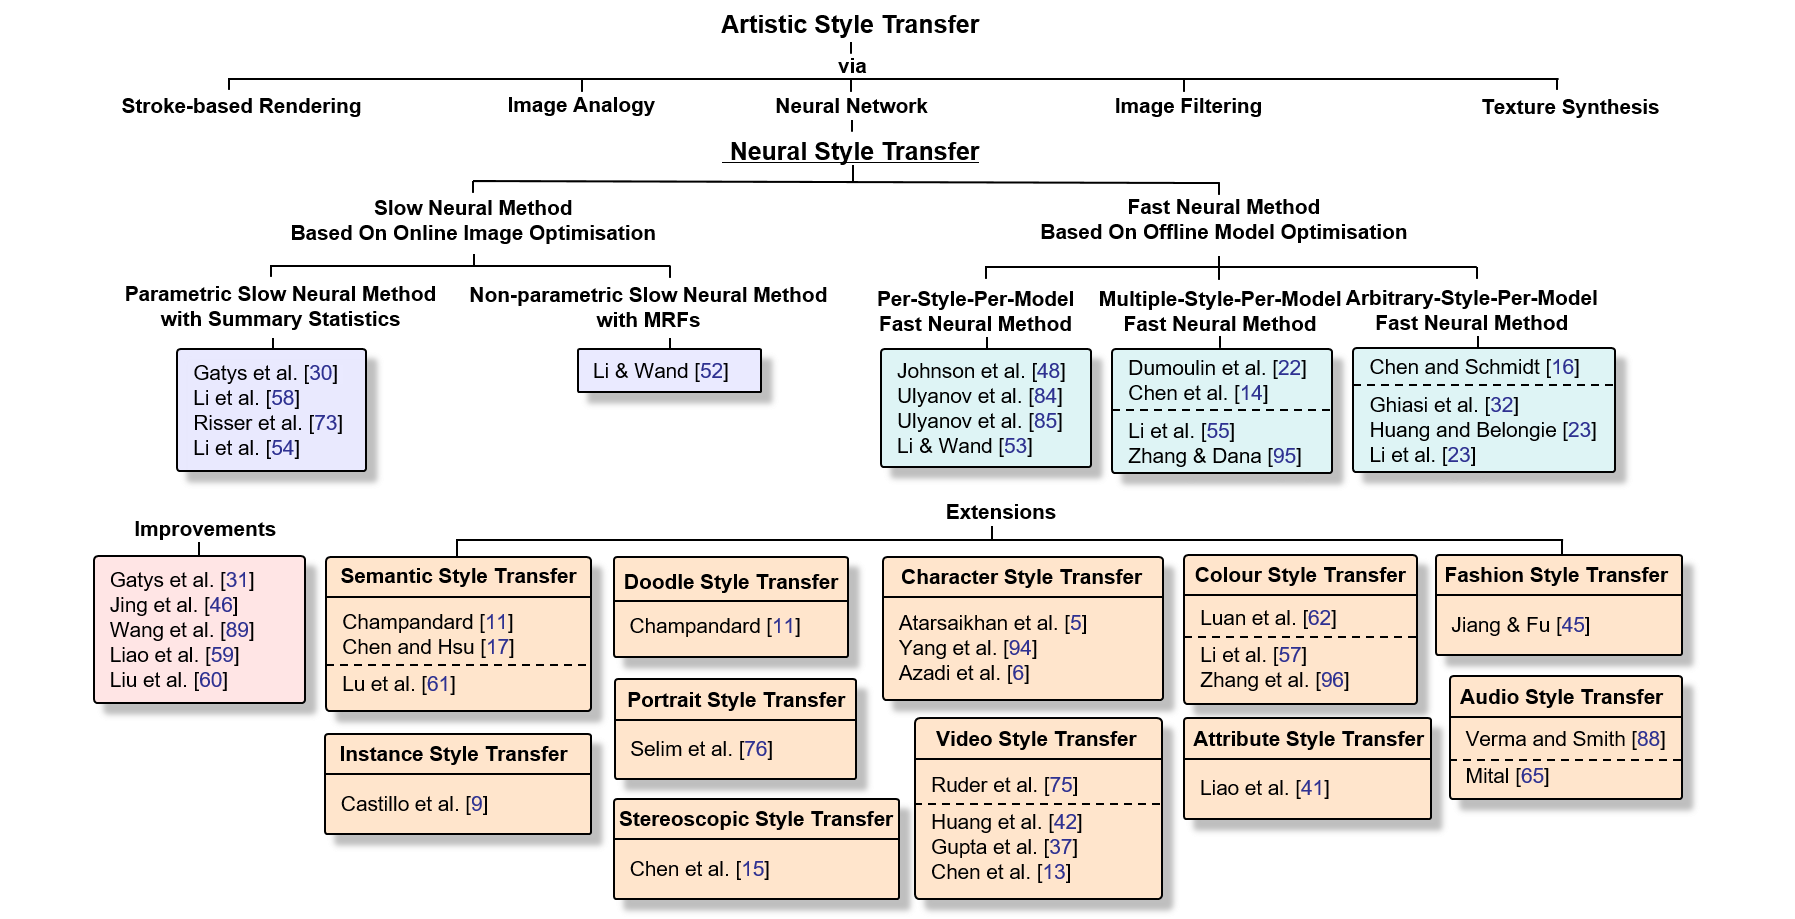 Artistic Style Transfer
via
Stroke-based Rendering
Image Analogy
Neural Network
Image Filtering
Texture Synthesis
Neural Style Transfer
Slow Neural Method
Based On Online Image Optimisation
Fast Neural Method
Based On Offline Model Optimisation
Parametric Slow Neural Method
with Summary Statistics
Non-parametric Slow Neural Method
with MRFs
Per-Style-Per-Model
Fast Neural Method
Multiple-Style-Per-Model
Fast Neural Method
Arbitrary-Style-Per-Model
Fast Neural Method
Gatys et al. [30]
Li et al. [58]
Risser et al. [73]
Li et al. [54]
Li & Wand [52]
Johnson et al. [48]
Ulyanov et al. [84]
Ulyanov et al. [85]
Li & Wand [53]
Dumoulin et al. [22]
Chen et al. [14]
Li et al. [55]
Zhang & Dana [95]
Chen and Schmidt [16]
Ghiasi et al. [32]
Huang and Belongie [23]
Li et al. [23]
Improvements
Gatys et al. [31]
Jing et al. [46]
Wang et al. [89]
Liao et al. [59]
Liu et al. [60]
Extensions
Semantic Style Transfer
Champandard [11]
Chen and Hsu [17]
Lu et al. [61]
Instance Style Transfer
Castillo et al. [9]
Doodle Style Transfer
Champandard [11]
Portrait Style Transfer
Selim et al. [76]
Stereoscopic Style Transfer
Chen et al. [15]
Character Style Transfer
Atarsaikhan et al. [5]
Yang et al. [94]
Azadi et al. [6]
Video Style Transfer
Ruder et al. [75]
Huang et al. [42]
Gupta et al. [37]
Chen et al. [13]
Colour Style Transfer
Luan et al. [62]
Li et al. [57]
Zhang et al. [96]
Attribute Style Transfer
Liao et al. [41]
Fashion Style Transfer
Jiang & Fu [45]
Audio Style Transfer
Verma and Smith [88]
Mital [65]